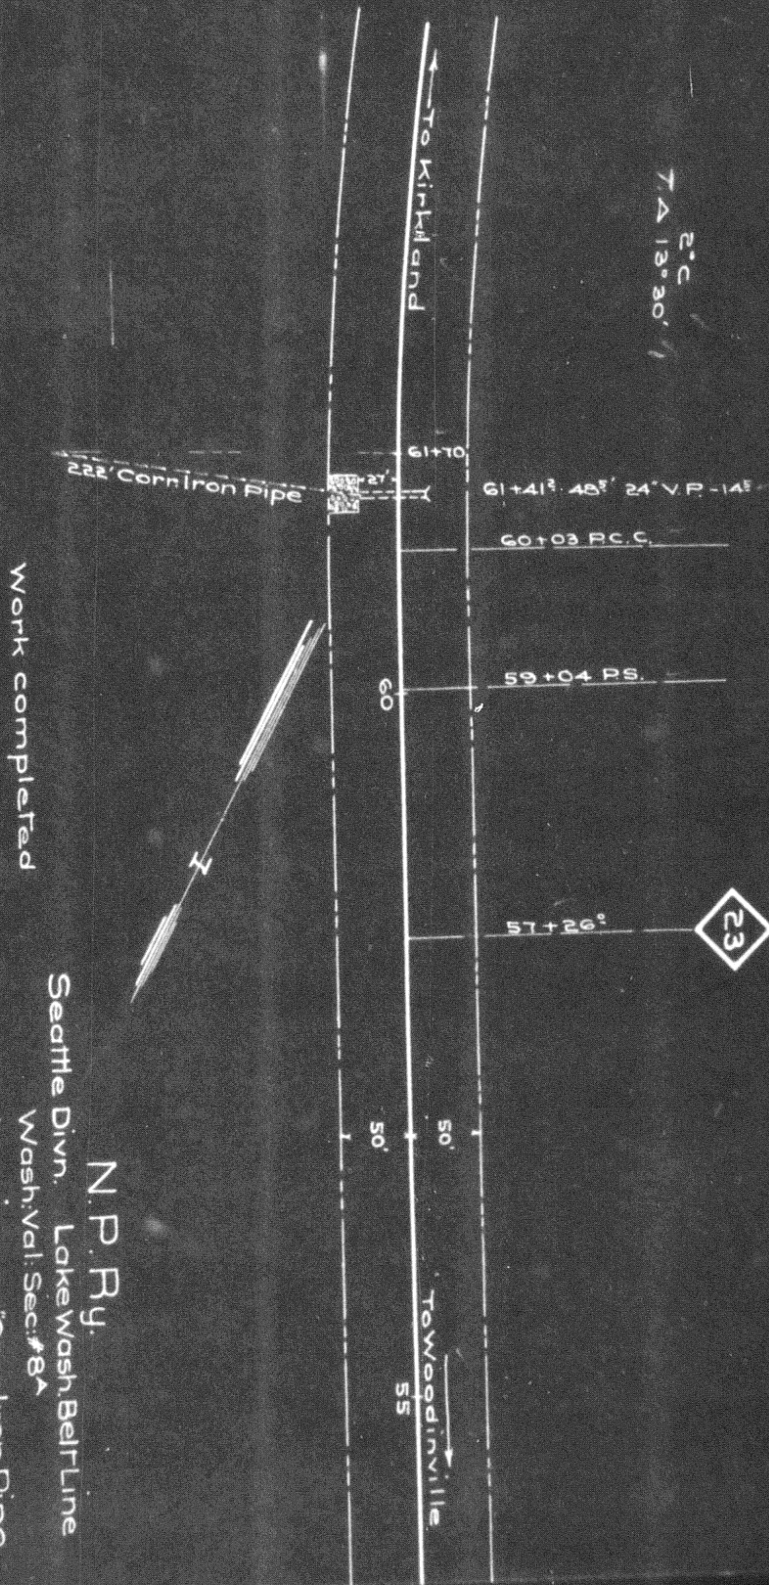 2°C
T.Δ 13°30'
To Kirkland
61+70
222' Corr Iron Pipe
27'
61+41² 48⁵' 24" V.P. -14⁵
60+03 P.C.C.
59+04 P.S.
60
57+26⁰
23
50'
50'
To Woodinville
55
Work completed
N.P.Ry.
Seattle Divn. Lake Wash. Belt Line
Wash: Val: Sec: #8A
Iron Pipe